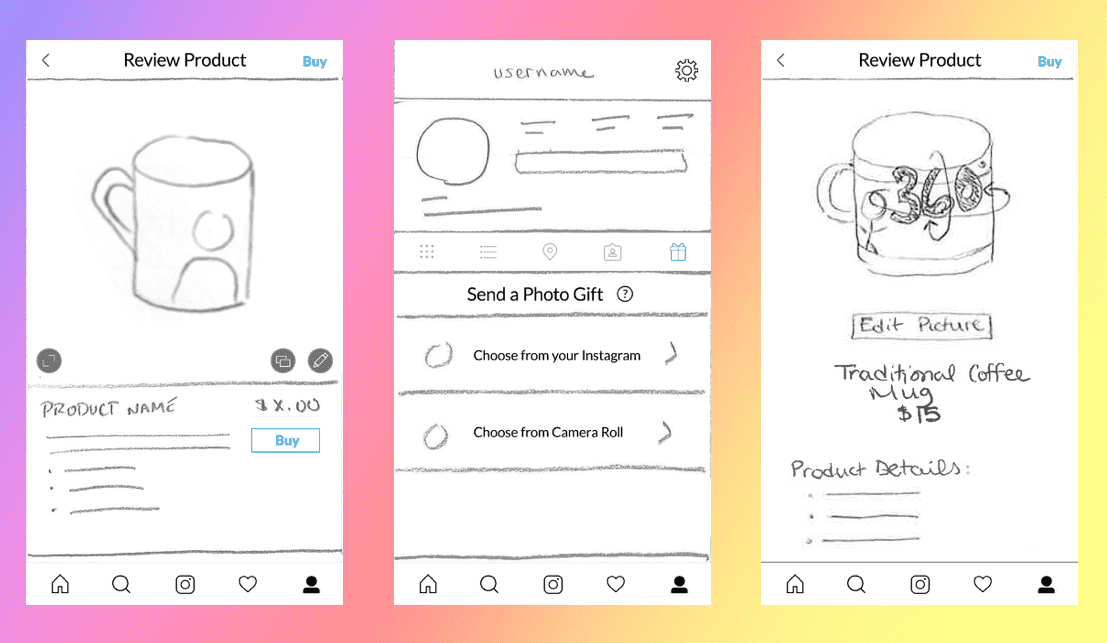 Review Product
Buy
PRODUCT NAME
$ X.00
Buy
username
Send a Photo Gift ?
Choose from your Instagram
Choose from Camera Roll
Review Product
Buy
360
Edit Picture
Traditional Coffee
Mug
$15
Product Details: